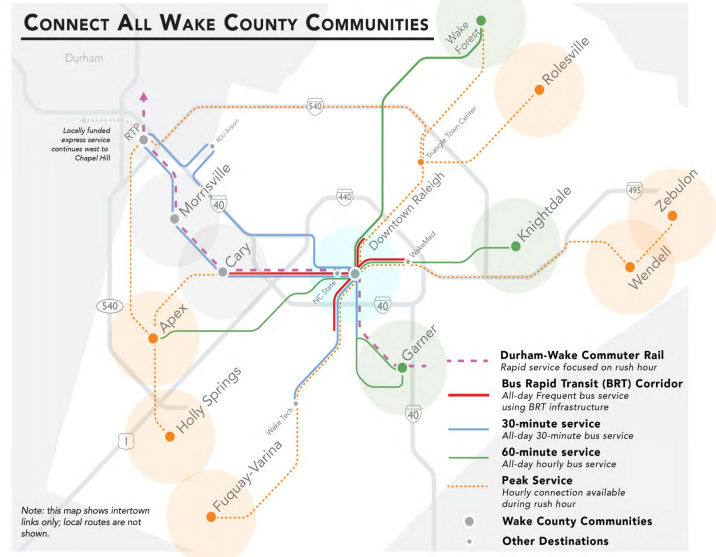 CONNECT ALL WAKE COUNTY COMMUNITIES
Durham
Wake
Forest
Rolesville
540
RTP
RDU Airport
Locally funded
express service
continues west to
Chapel Hill
Triangle Town Center
Morrisville
40
440
Downtown Raleigh
495
Zebulon
Knightdale
WakeMed
Wendell
Cary
NC State
40
540
Apex
Garner
Holly Springs
40
1
Wake Tech
Fuquay-Varina
Durham-Wake Commuter Rail
Rapid service focused on rush hour
Bus Rapid Transit (BRT) Corridor
All-day Frequent bus service
using BRT infrastructure
30-minute service
All-day 30-minute bus service
60-minute service
All-day hourly bus service
Peak Service
Hourly connection available
during rush hour
Wake County Communities
Other Destinations
Note: this map shows intertown
links only; local routes are not
shown.